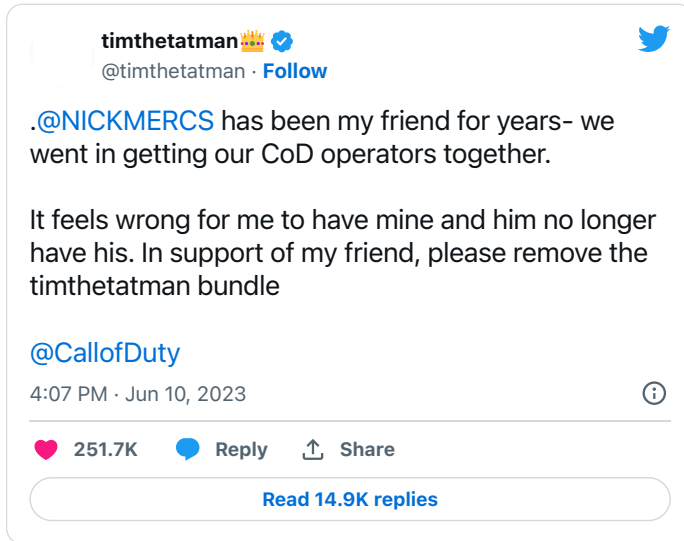 timthetatman👑
@timthetatman · Follow
.@NICKMERCS has been my friend for years- we
went in getting our CoD operators together.
It feels wrong for me to have mine and him no longer
have his. In support of my friend, please remove the
timthetatman bundle
@CallofDuty
4:07 PM · Jun 10, 2023
251.7K Reply Share
Read 14.9K replies